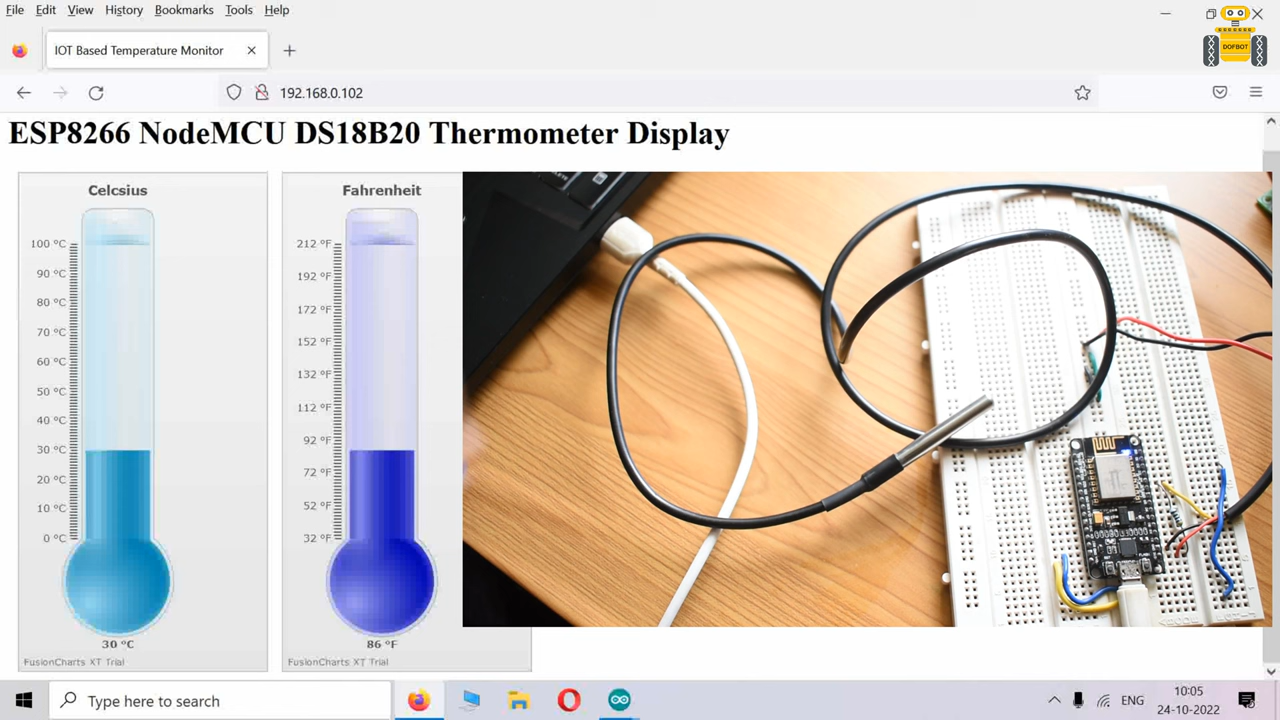 File Edit View History Bookmarks Tools Help
DOFBOT
IOT Based Temperature Monitor
192.168.0.102
ESP8266 NodeMCU DS18B20 Thermometer Display
Celcsius
100 °C
90 °C
80 °C
70 °C
60 °C
50 °C
40 °C
30 °C
20 °C
10 °C
0 °C
30 °C
FusionCharts XT Trial
Fahrenheit
212 °F
192 °F
172 °F
152 °F
132 °F
112 °F
92 °F
72 °F
52 °F
32 °F
86 °F
FusionCharts XT Trial
Type here to search
ENG
10:05
24-10-2022